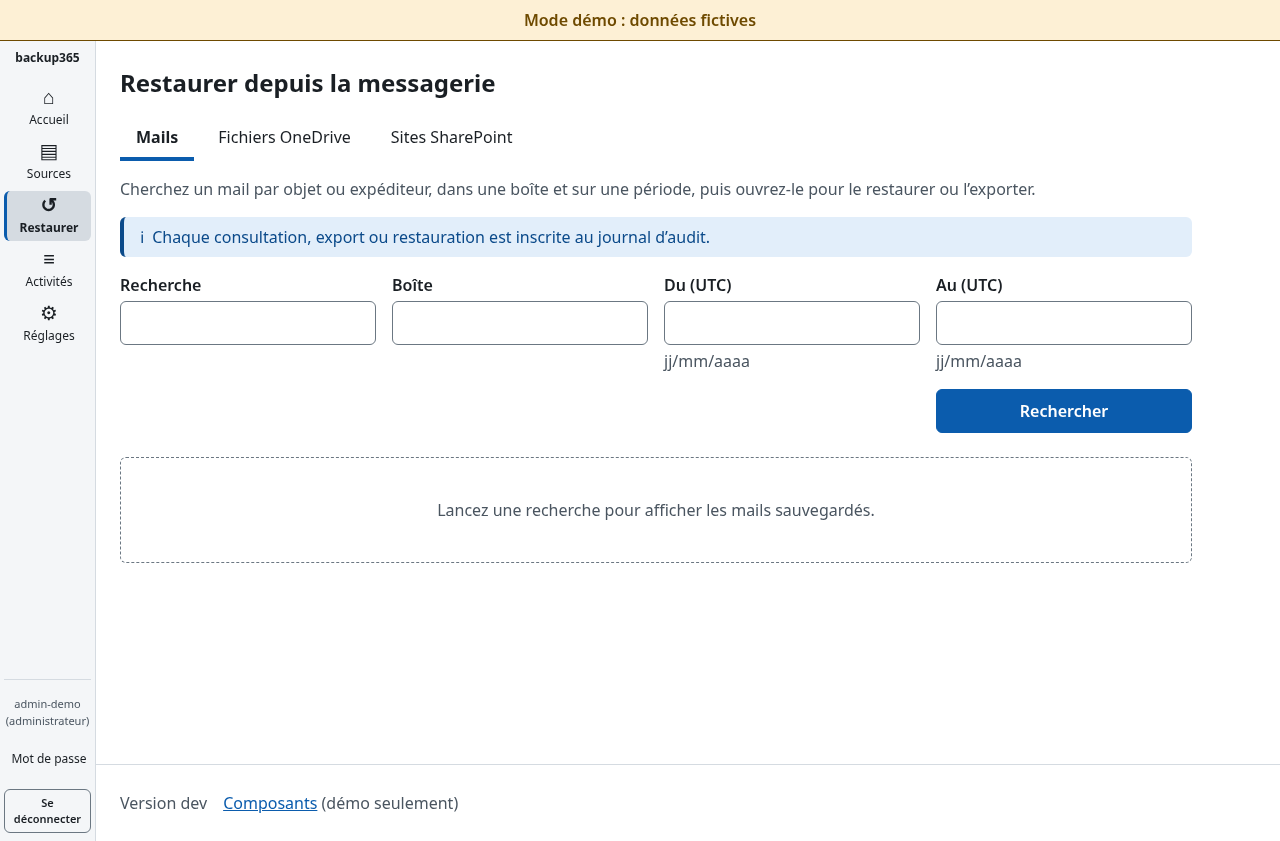 Mode démo : données fictives
backup365
Accueil
Sources
Restaurer
Activités
Réglages
admin-demo
(administrateur)
Mot de passe
Se
déconnecter
Restaurer depuis la messagerie
Mails Fichiers OneDrive Sites SharePoint
Cherchez un mail par objet ou expéditeur, dans une boîte et sur une période, puis ouvrez-le pour le restaurer ou l’exporter.
i Chaque consultation, export ou restauration est inscrite au journal d’audit.
Recherche Boîte Du (UTC) Au (UTC)
jj/mm/aaaa jj/mm/aaaa
Rechercher
Lancez une recherche pour afficher les mails sauvegardés.
Version dev Composants (démo seulement)